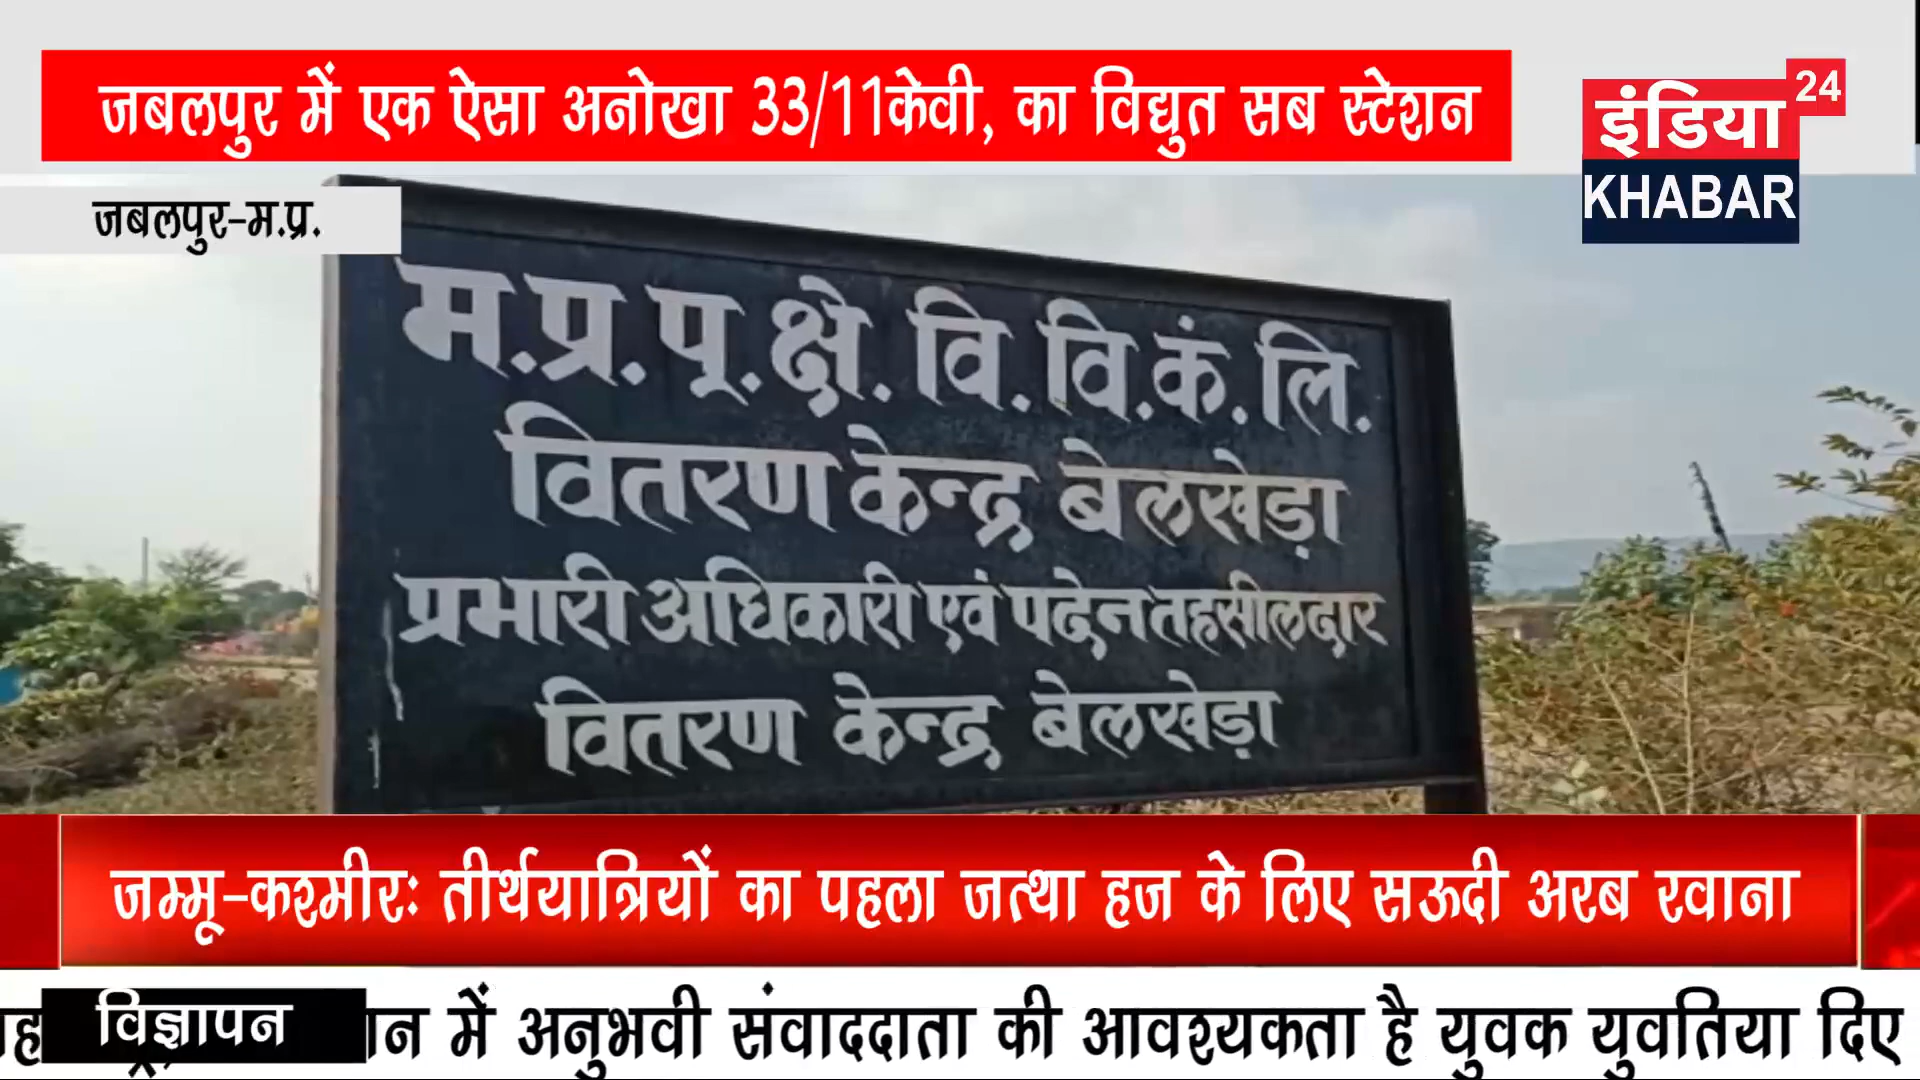 जबलपुर में एक ऐसा अनोखा 33/11केवी, का विद्युत सब स्टेशन
24
इंडिया
KHABAR
जबलपुर-म.प्र.
म.प्र.पू.क्षे.वि.वि.कं.लि.
वितरण केन्द्र बेलखेड़ा
प्रभारी अधिकारी एवं पदेन तहसीलदार
वितरण केन्द्र बेलखेड़ा
जम्मू-कश्मीरः तीर्थयात्रियों का पहला जत्था हज के लिए सऊदी अरब रवाना
विज्ञापन
में अनुभवी संवाददाता की आवश्यकता है युवक युवतिया दिए